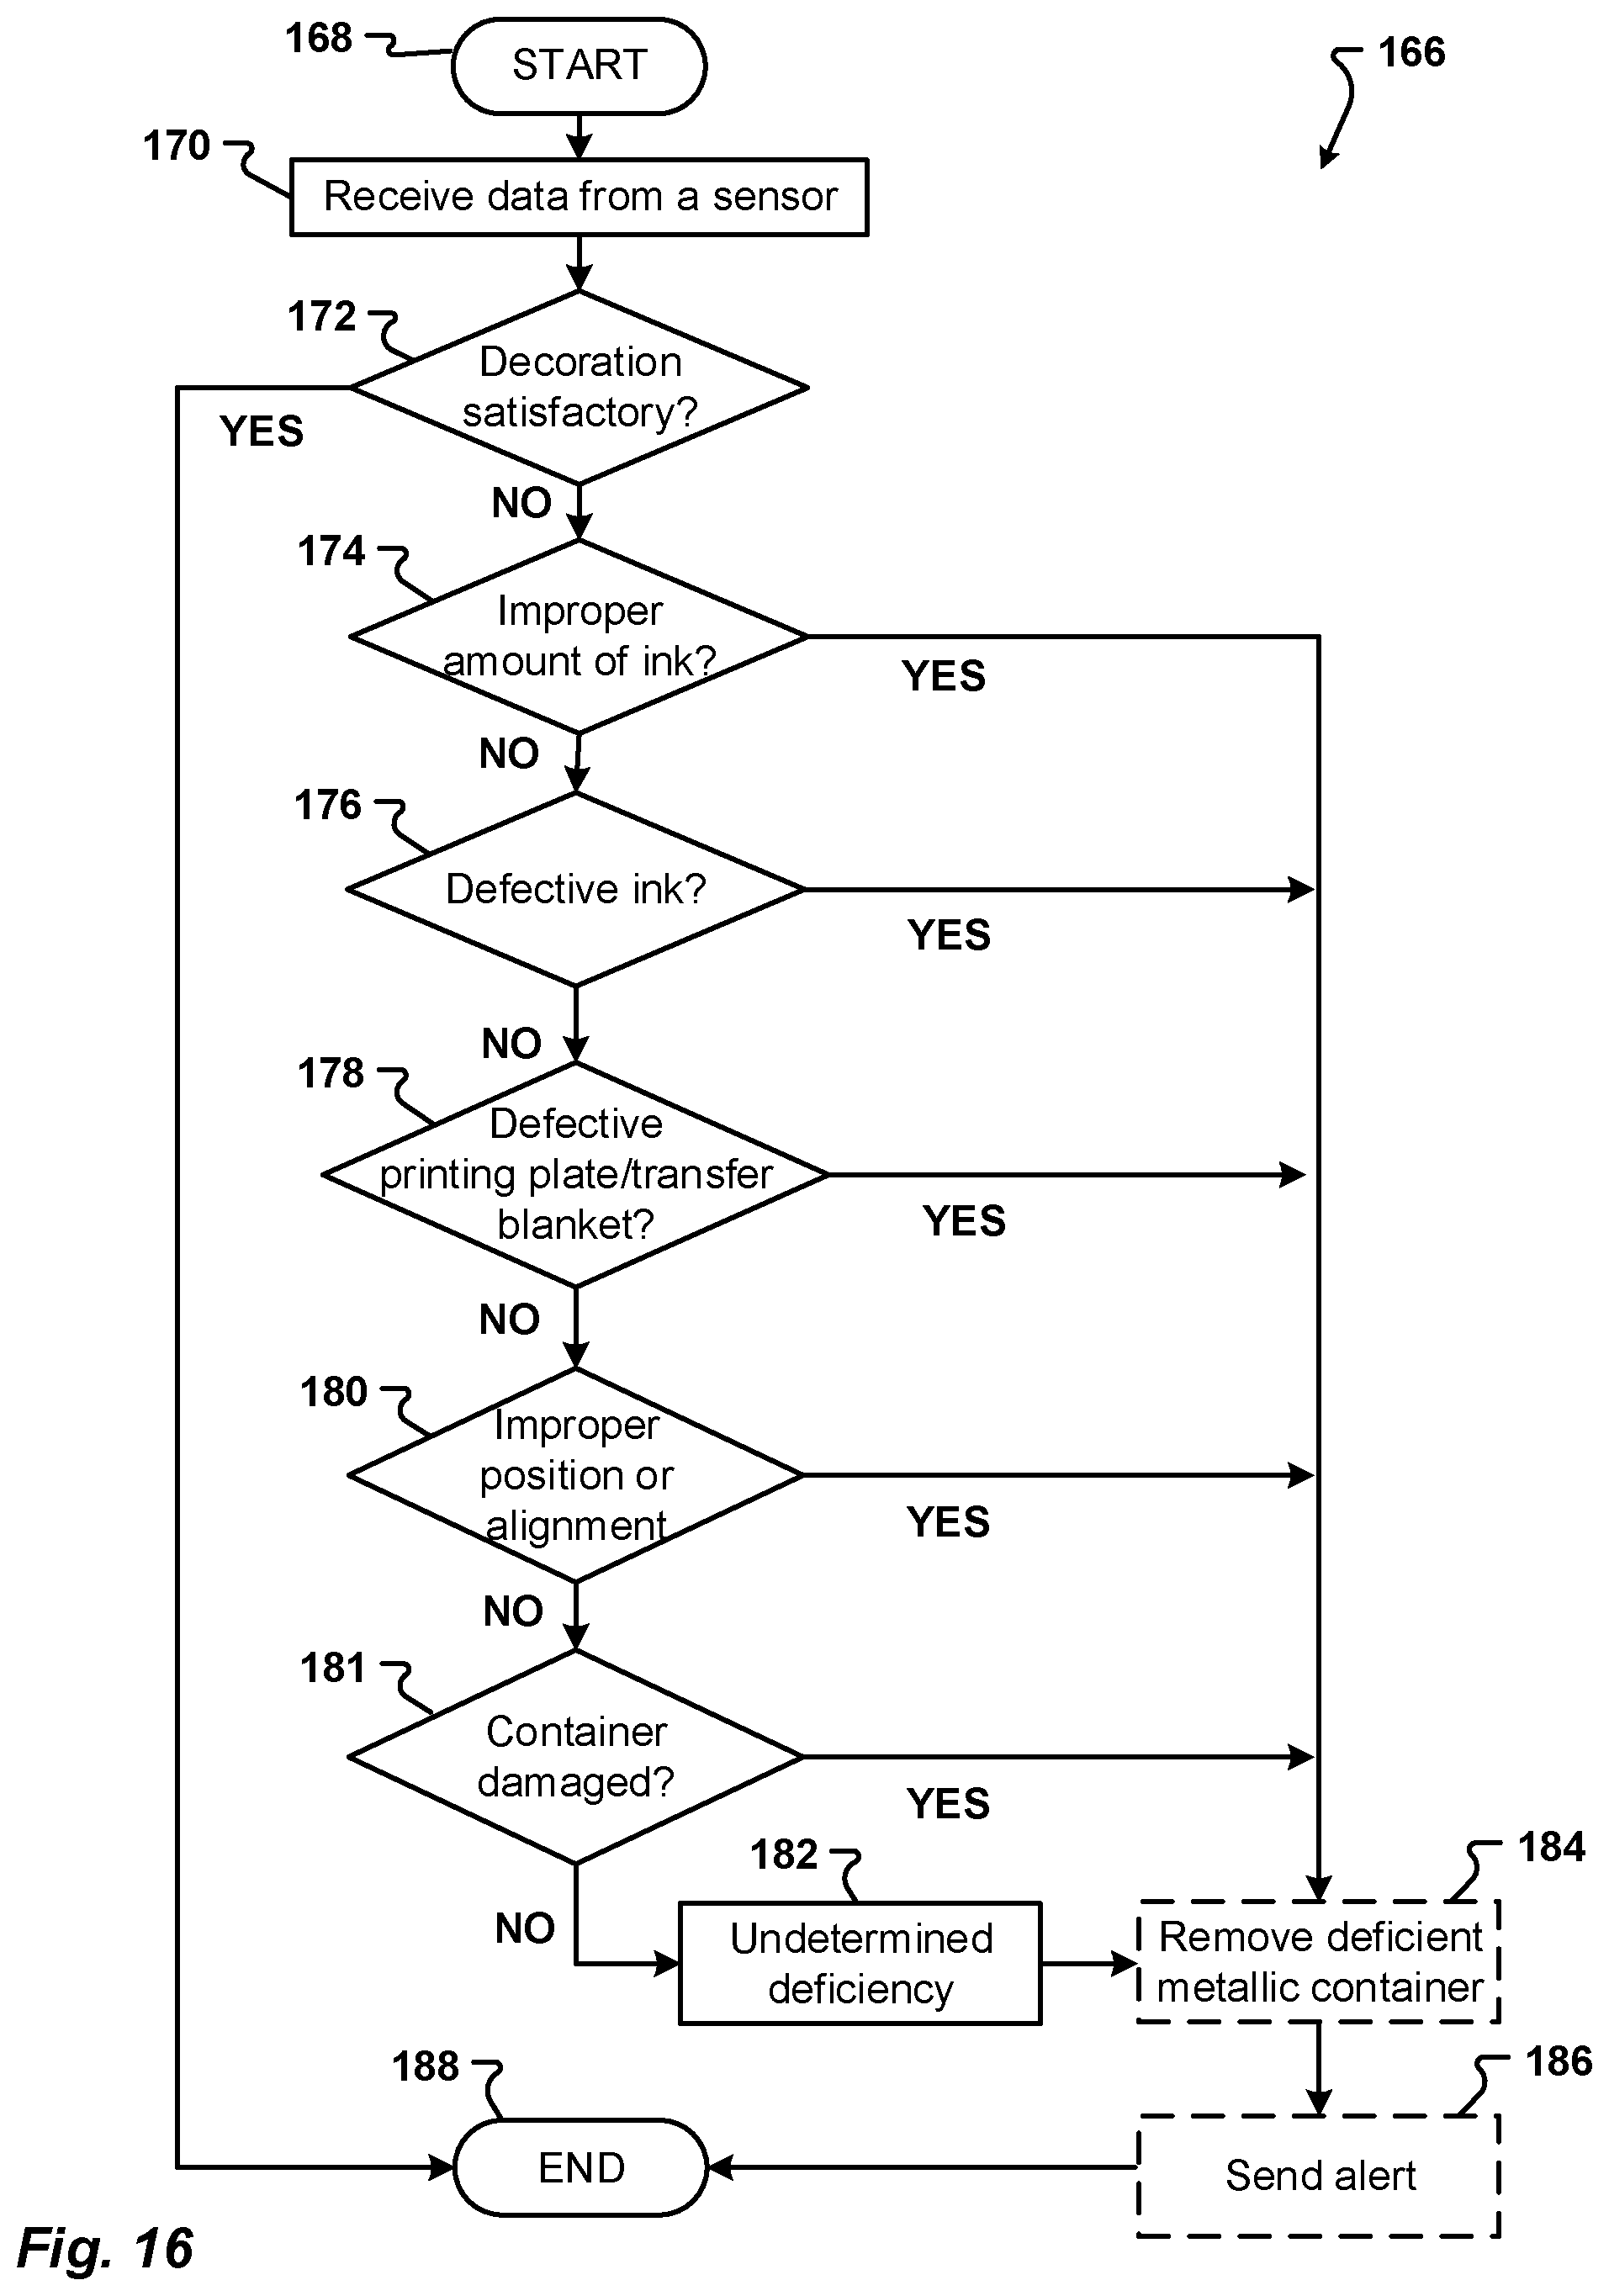 168
START
166
170
Receive data from a sensor
172
Decoration
satisfactory?
YES
NO
174
Improper
amount of ink?
YES
NO
176
Defective ink?
YES
NO
178
Defective
printing plate/transfer
blanket?
YES
NO
180
Improper
position or
alignment
YES
NO
181
Container
damaged?
YES
NO
182
Undetermined
deficiency
184
Remove deficient
metallic container
186
Send alert
188
END
Fig. 16